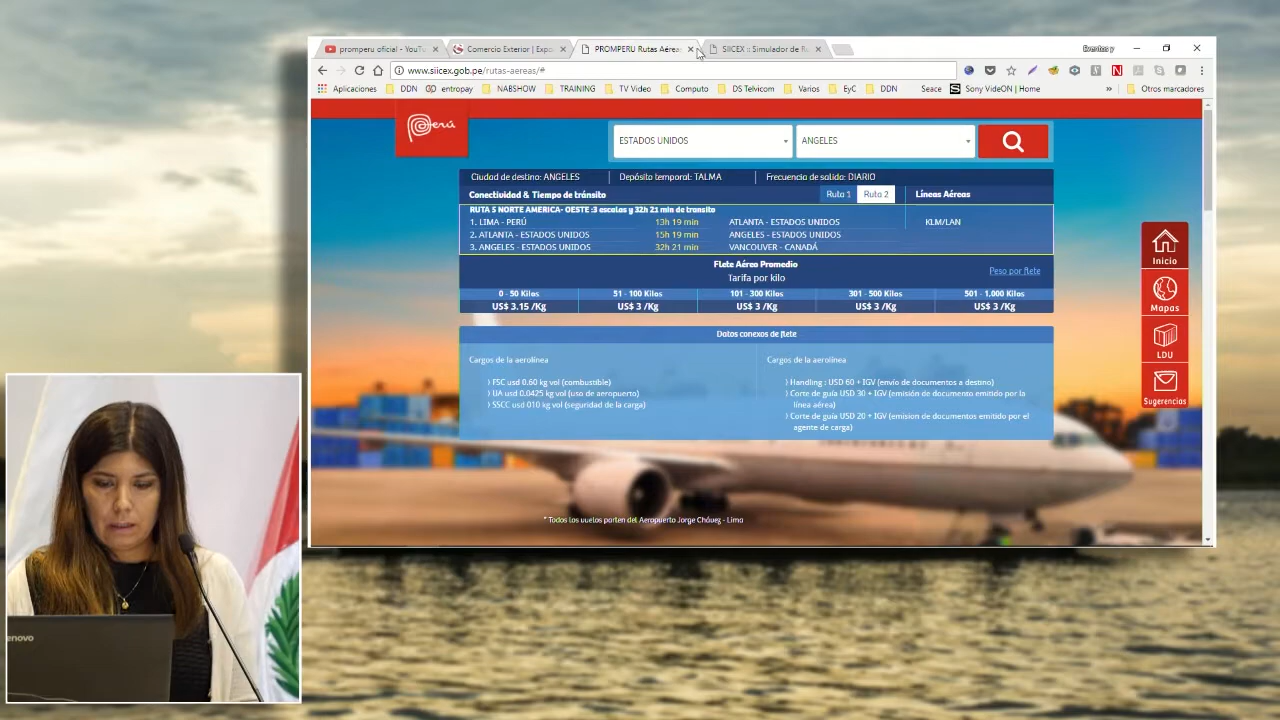 promperu oficial - YouTu
Comercio Exterior | Expo
PROMPERU Rutas Aérea
SIICEX :: Simulador de Ru
Eventos y
www.siicex.gob.pe/rutas-aereas/#
Aplicaciones DDN entropay NABSHOW TRAINING TV Video Computo DS Telvicom Varios EyC DDN Seace Sony VideON | Home » Otros marcadores
Perú
ESTADOS UNIDOS ANGELES
Ciudad de destino: ANGELES Depósito temporal: TALMA Frecuencia de salida: DIARIO
Conectividad & Tiempo de tránsito Ruta 1 Ruta 2 Líneas Aéreas
RUTA 5 NORTE AMERICA- OESTE :3 escalas y 32h 21 min de transito
1. LIMA - PERÚ 13h 19 min ATLANTA - ESTADOS UNIDOS KLM/LAN
2. ATLANTA - ESTADOS UNIDOS 15h 19 min ANGELES - ESTADOS UNIDOS
3. ANGELES - ESTADOS UNIDOS 32h 21 min VANCOUVER - CANADÁ
Flete Aéreo Promedio
Tarifa por kilo
Peso por flete
0 - 50 Kilos 51 - 100 Kilos 101 - 300 Kilos 301 - 500 Kilos 501 - 1,000 Kilos
US$ 3.15 /Kg US$ 3 /Kg US$ 3 /Kg US$ 3 /Kg US$ 3 /Kg
Datos conexos de flete
Cargos de la aerolínea
⟩ FSC usd 0.60 kg vol (combustible)
⟩ UA usd 0.0425 kg vol (uso de aeropuerto)
⟩ SSCC usd 010 kg vol (seguridad de la carga)
Cargos de la aerolínea
⟩ Handling : USD 60 + IGV (envío de documentos a destino)
⟩ Corte de guía USD 30 + IGV (emisión de documento emitido por la
línea aérea)
⟩ Corte de guía USD 20 + IGV (emision de documentos emitido por el
agente de carga)
* Todos los vuelos parten del Aeropuerto Jorge Chávez - Lima
Inicio
Mapas
LDU
Sugerencias
enovo